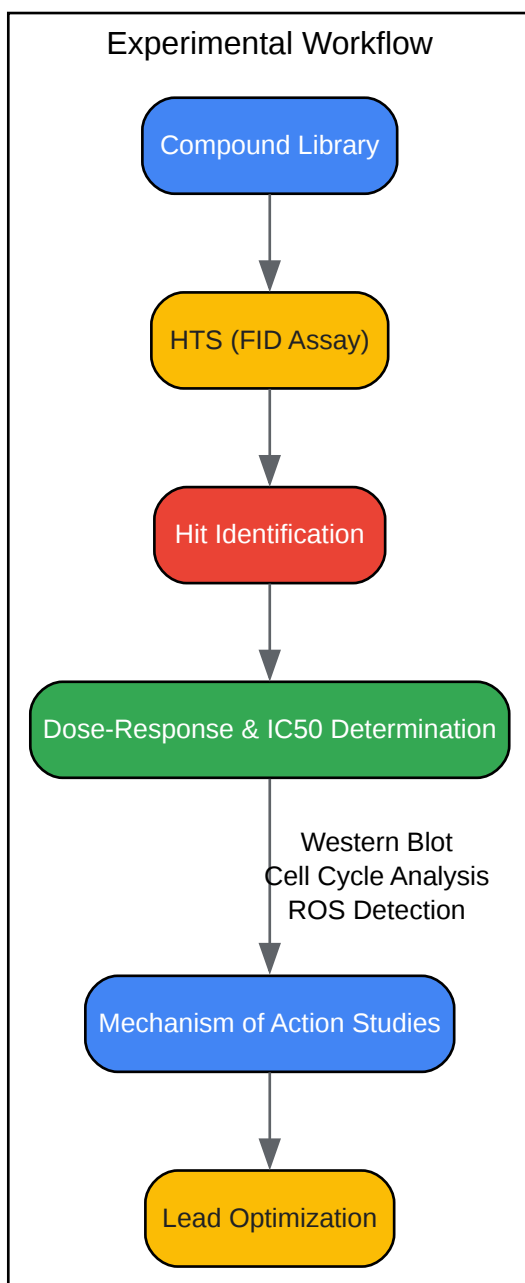 Experimental Workflow
Compound Library
HTS (FID Assay)
Hit Identification
Dose-Response & IC50 Determination
Western Blot
Cell Cycle Analysis
ROS Detection
Mechanism of Action Studies
Lead Optimization